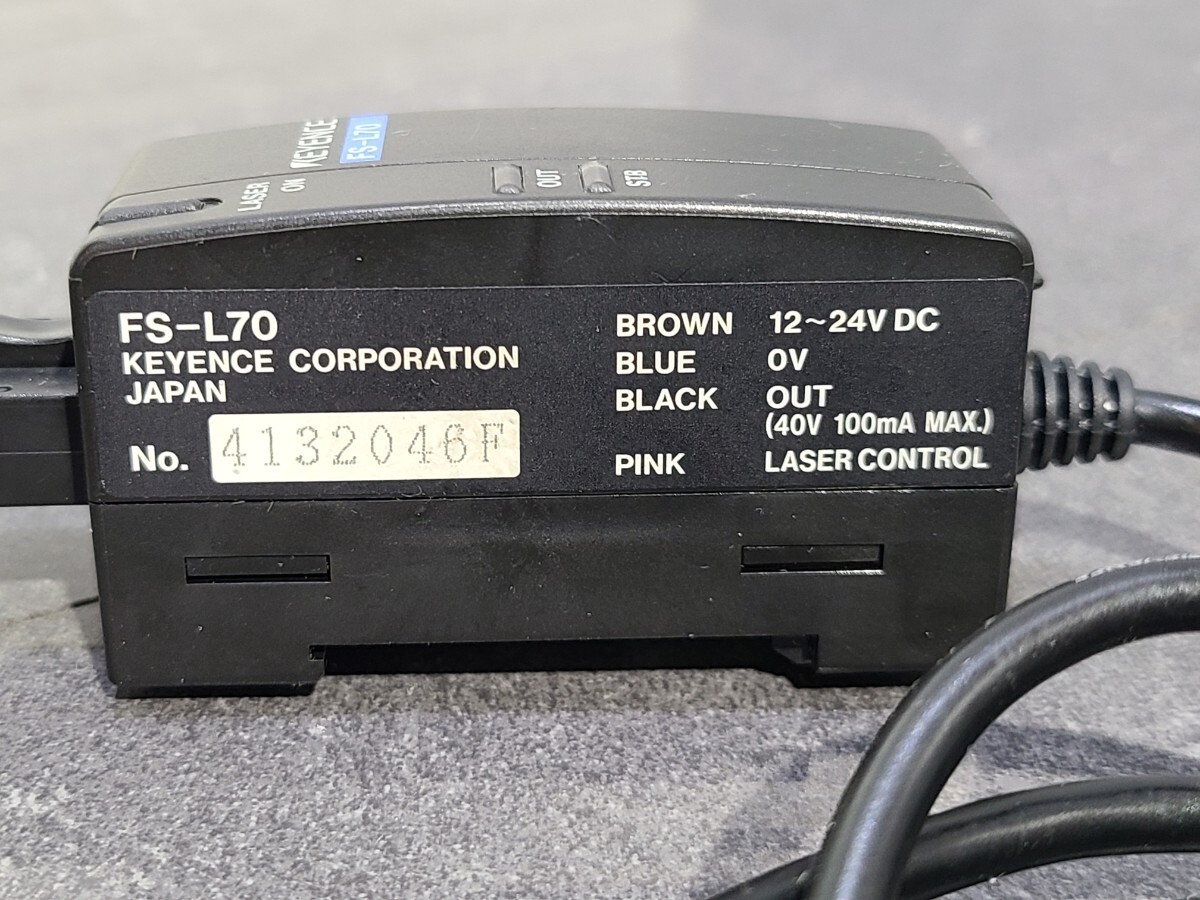 KEYENCE
FS-L70
LASER
ON
OUT
STB
FS-L70
KEYENCE CORPORATION
JAPAN
No. 4132046F
BROWN 12~24V DC
BLUE 0V
BLACK OUT
(40V 100mA MAX.)
PINK LASER CONTROL